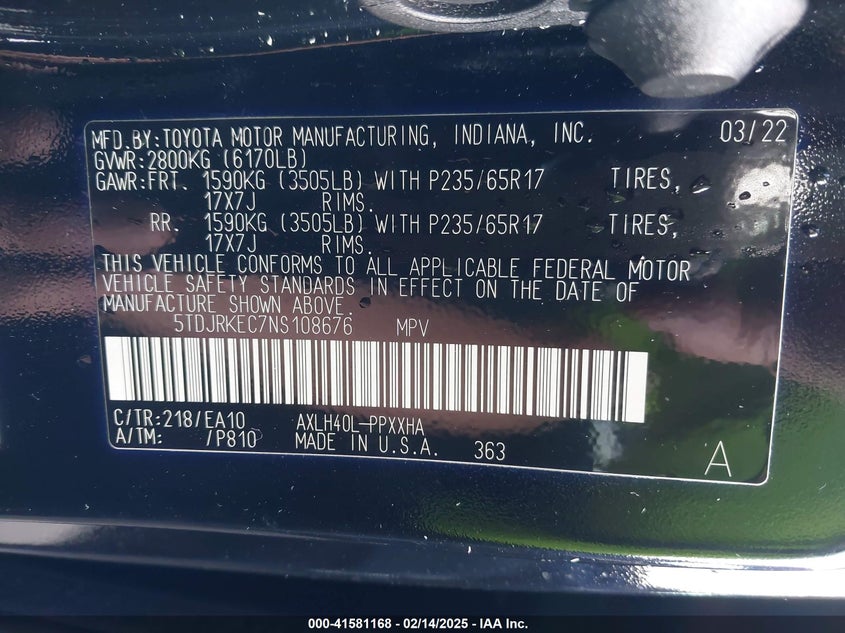 MFD.BY:TOYOTA MOTOR MANUFACTURING, INDIANA, INC. 03/22
GVWR:2800KG (6170LB)
GAWR:FRT. 1590KG (3505LB) WITH P235/65R17 TIRES,
17X7J RIMS.
RR. 1590KG (3505LB) WITH P235/65R17 TIRES,
17X7J RIMS.
THIS VEHICLE CONFORMS TO ALL APPLICABLE FEDERAL MOTOR
VEHICLE SAFETY STANDARDS IN EFFECT ON THE DATE OF
MANUFACTURE SHOWN ABOVE.
5TDJRKEC7NS108676 MPV
C/TR:218/EA10 AXLH40L-PPXXHA
A/TM: /P810 MADE IN U.S.A. 363
A
000-41581168 - 02/14/2025 - IAA Inc.